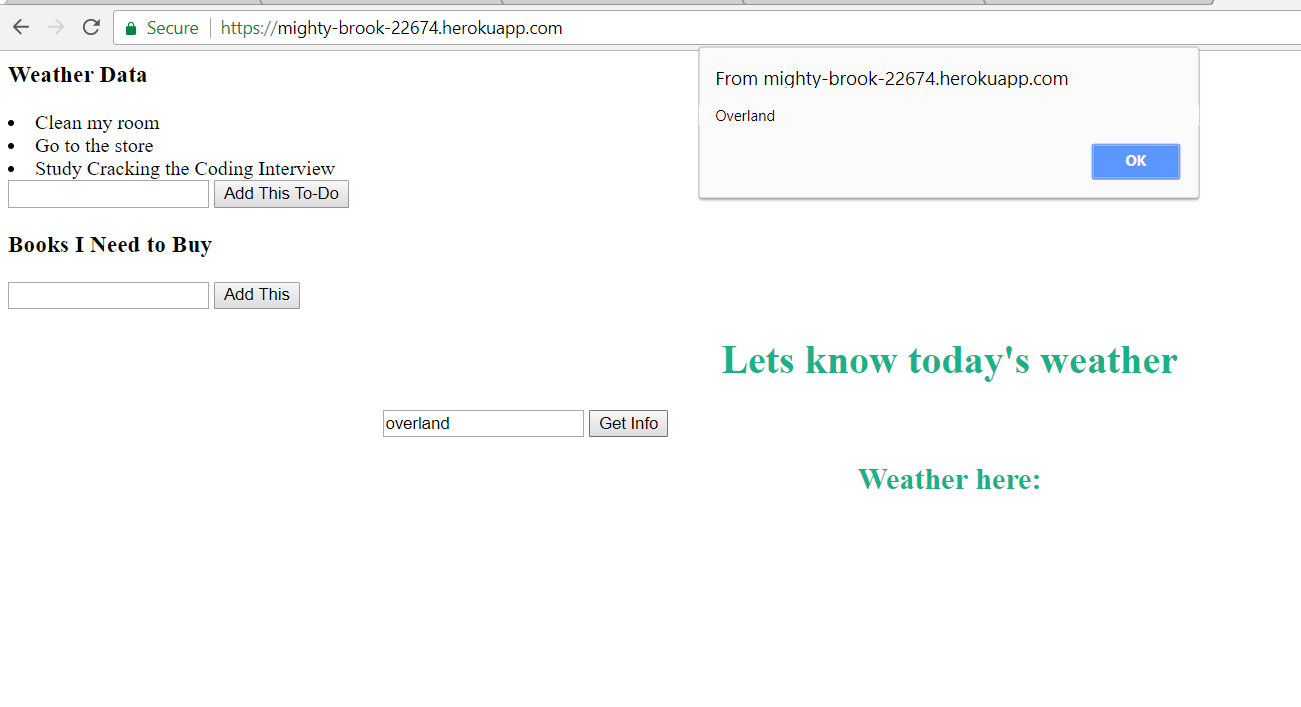 Secure
https://mighty-brook-22674.herokuapp.com
From mighty-brook-22674.herokuapp.com
Overland
OK
Weather Data
Clean my room
Go to the store
Study Cracking the Coding Interview
Add This To-Do
Books I Need to Buy
Add This
Lets know today's weather
overland Get Info
Weather here: